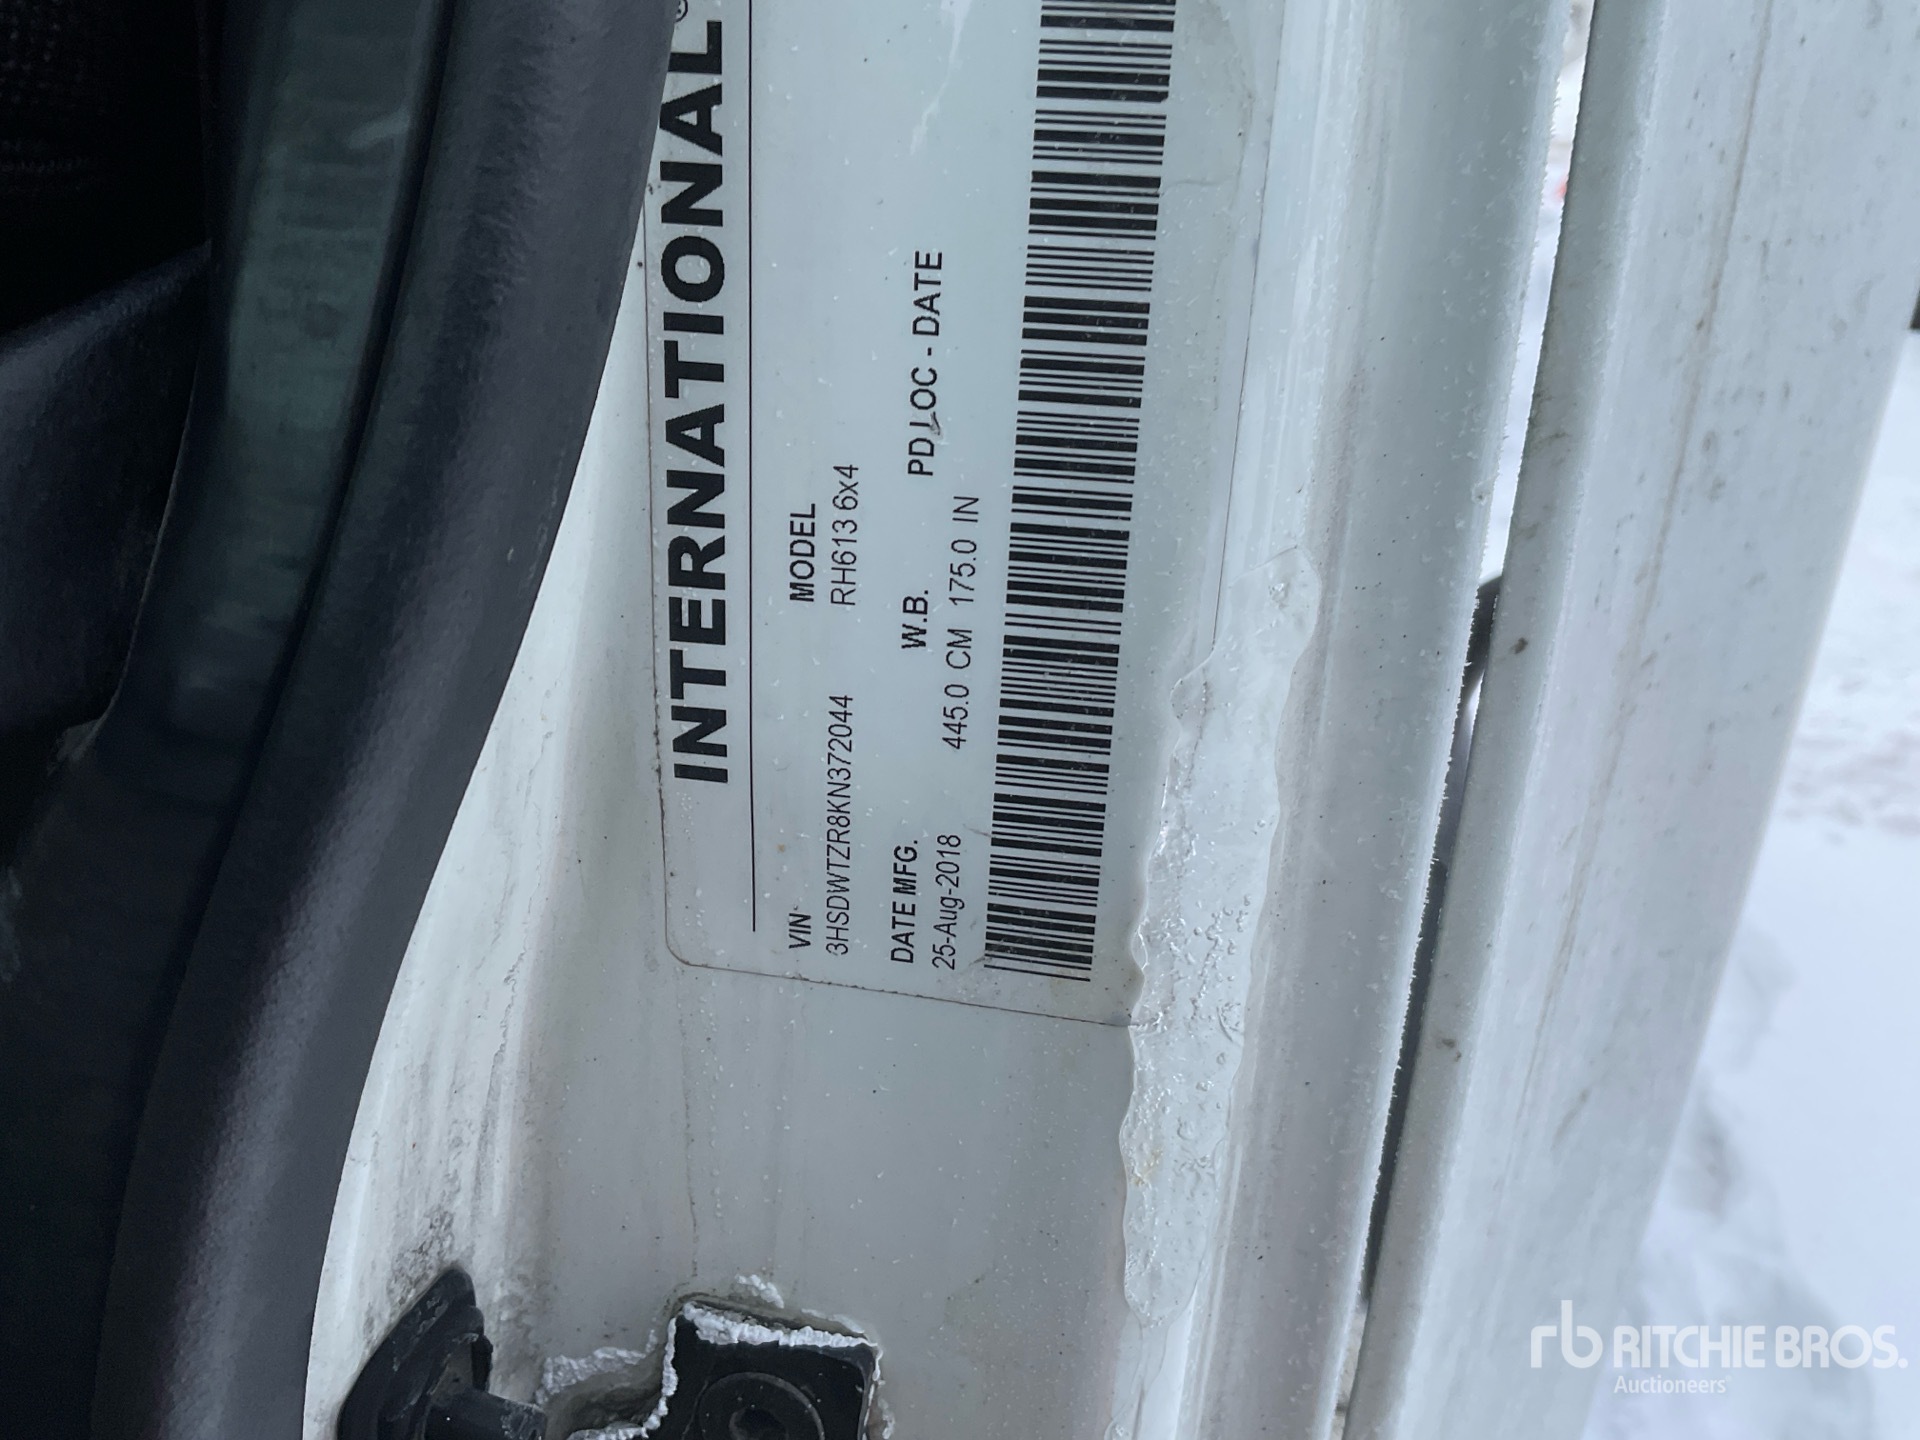 INTERNATIONAL®
VIN MODEL
3HSDWTZR8KN372044 RH613 6x4
DATE MFG. W.B. PD LOC - DATE
25-Aug-2018 445.0 CM 175.0 IN
rb RITCHIE BROS.
Auctioneers